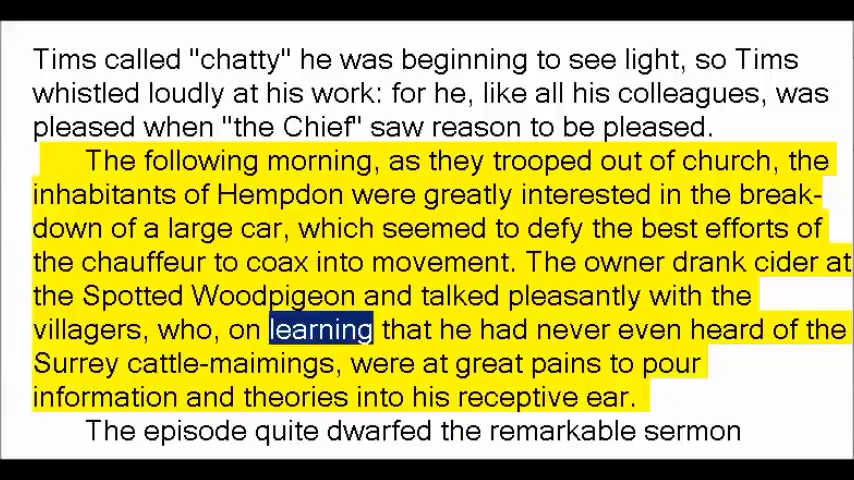 Tims called "chatty" he was beginning to see light, so Tims
whistled loudly at his work: for he, like all his colleagues, was
pleased when "the Chief" saw reason to be pleased.
The following morning, as they trooped out of church, the
inhabitants of Hempdon were greatly interested in the break-
down of a large car, which seemed to defy the best efforts of
the chauffeur to coax into movement. The owner drank cider at
the Spotted Woodpigeon and talked pleasantly with the
villagers, who, on learning that he had never even heard of the
Surrey cattle-maimings, were at great pains to pour
information and theories into his receptive ear.
The episode quite dwarfed the remarkable sermon